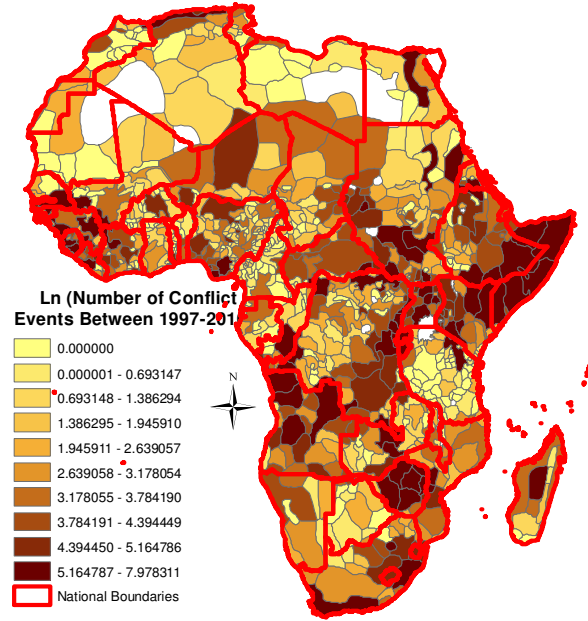 Ln (Number of Conflict
Events Between 1997-201
0.000000
0.000001 - 0.693147
0.693148 - 1.386294
1.386295 - 1.945910
1.945911 - 2.639057
2.639058 - 3.178054
3.178055 - 3.784190
3.784191 - 4.394449
4.394450 - 5.164786
5.164787 - 7.978311
National Boundaries
N